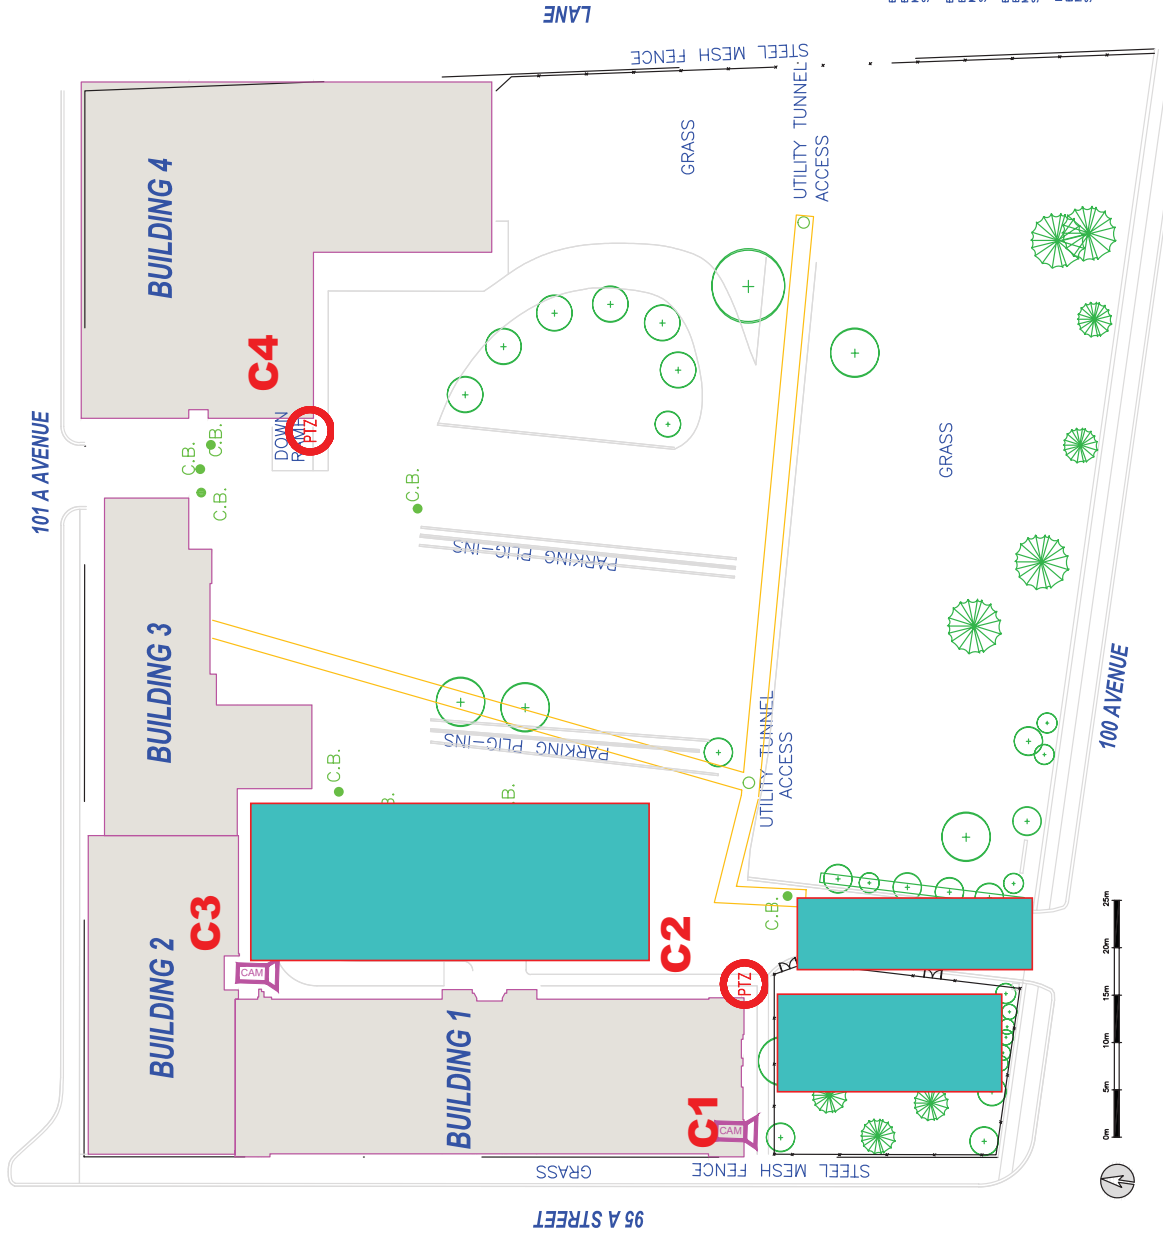 LANE
STEEL MESH FENCE
BUILDING 4
GRASS
UTILITY TUNNEL
ACCESS
C4
101 A AVENUE
DOWN
RAMP
PTZ
C.B.
C.B.
C.B.
C.B.
GRASS
PARKING PLIG-INS
BUILDING 3
PARKING PLIG-INS
UTILITY TUNNEL
ACCESS
100 AVENUE
C.B.
B.
.B.
C3
C2
C.B.
BUILDING 2
CAM
PTZ
BUILDING 1
C1
CAM
GRASS
STEEL MESH FENCE
95 A STREET
0m 5m 10m 15m 20m 25m